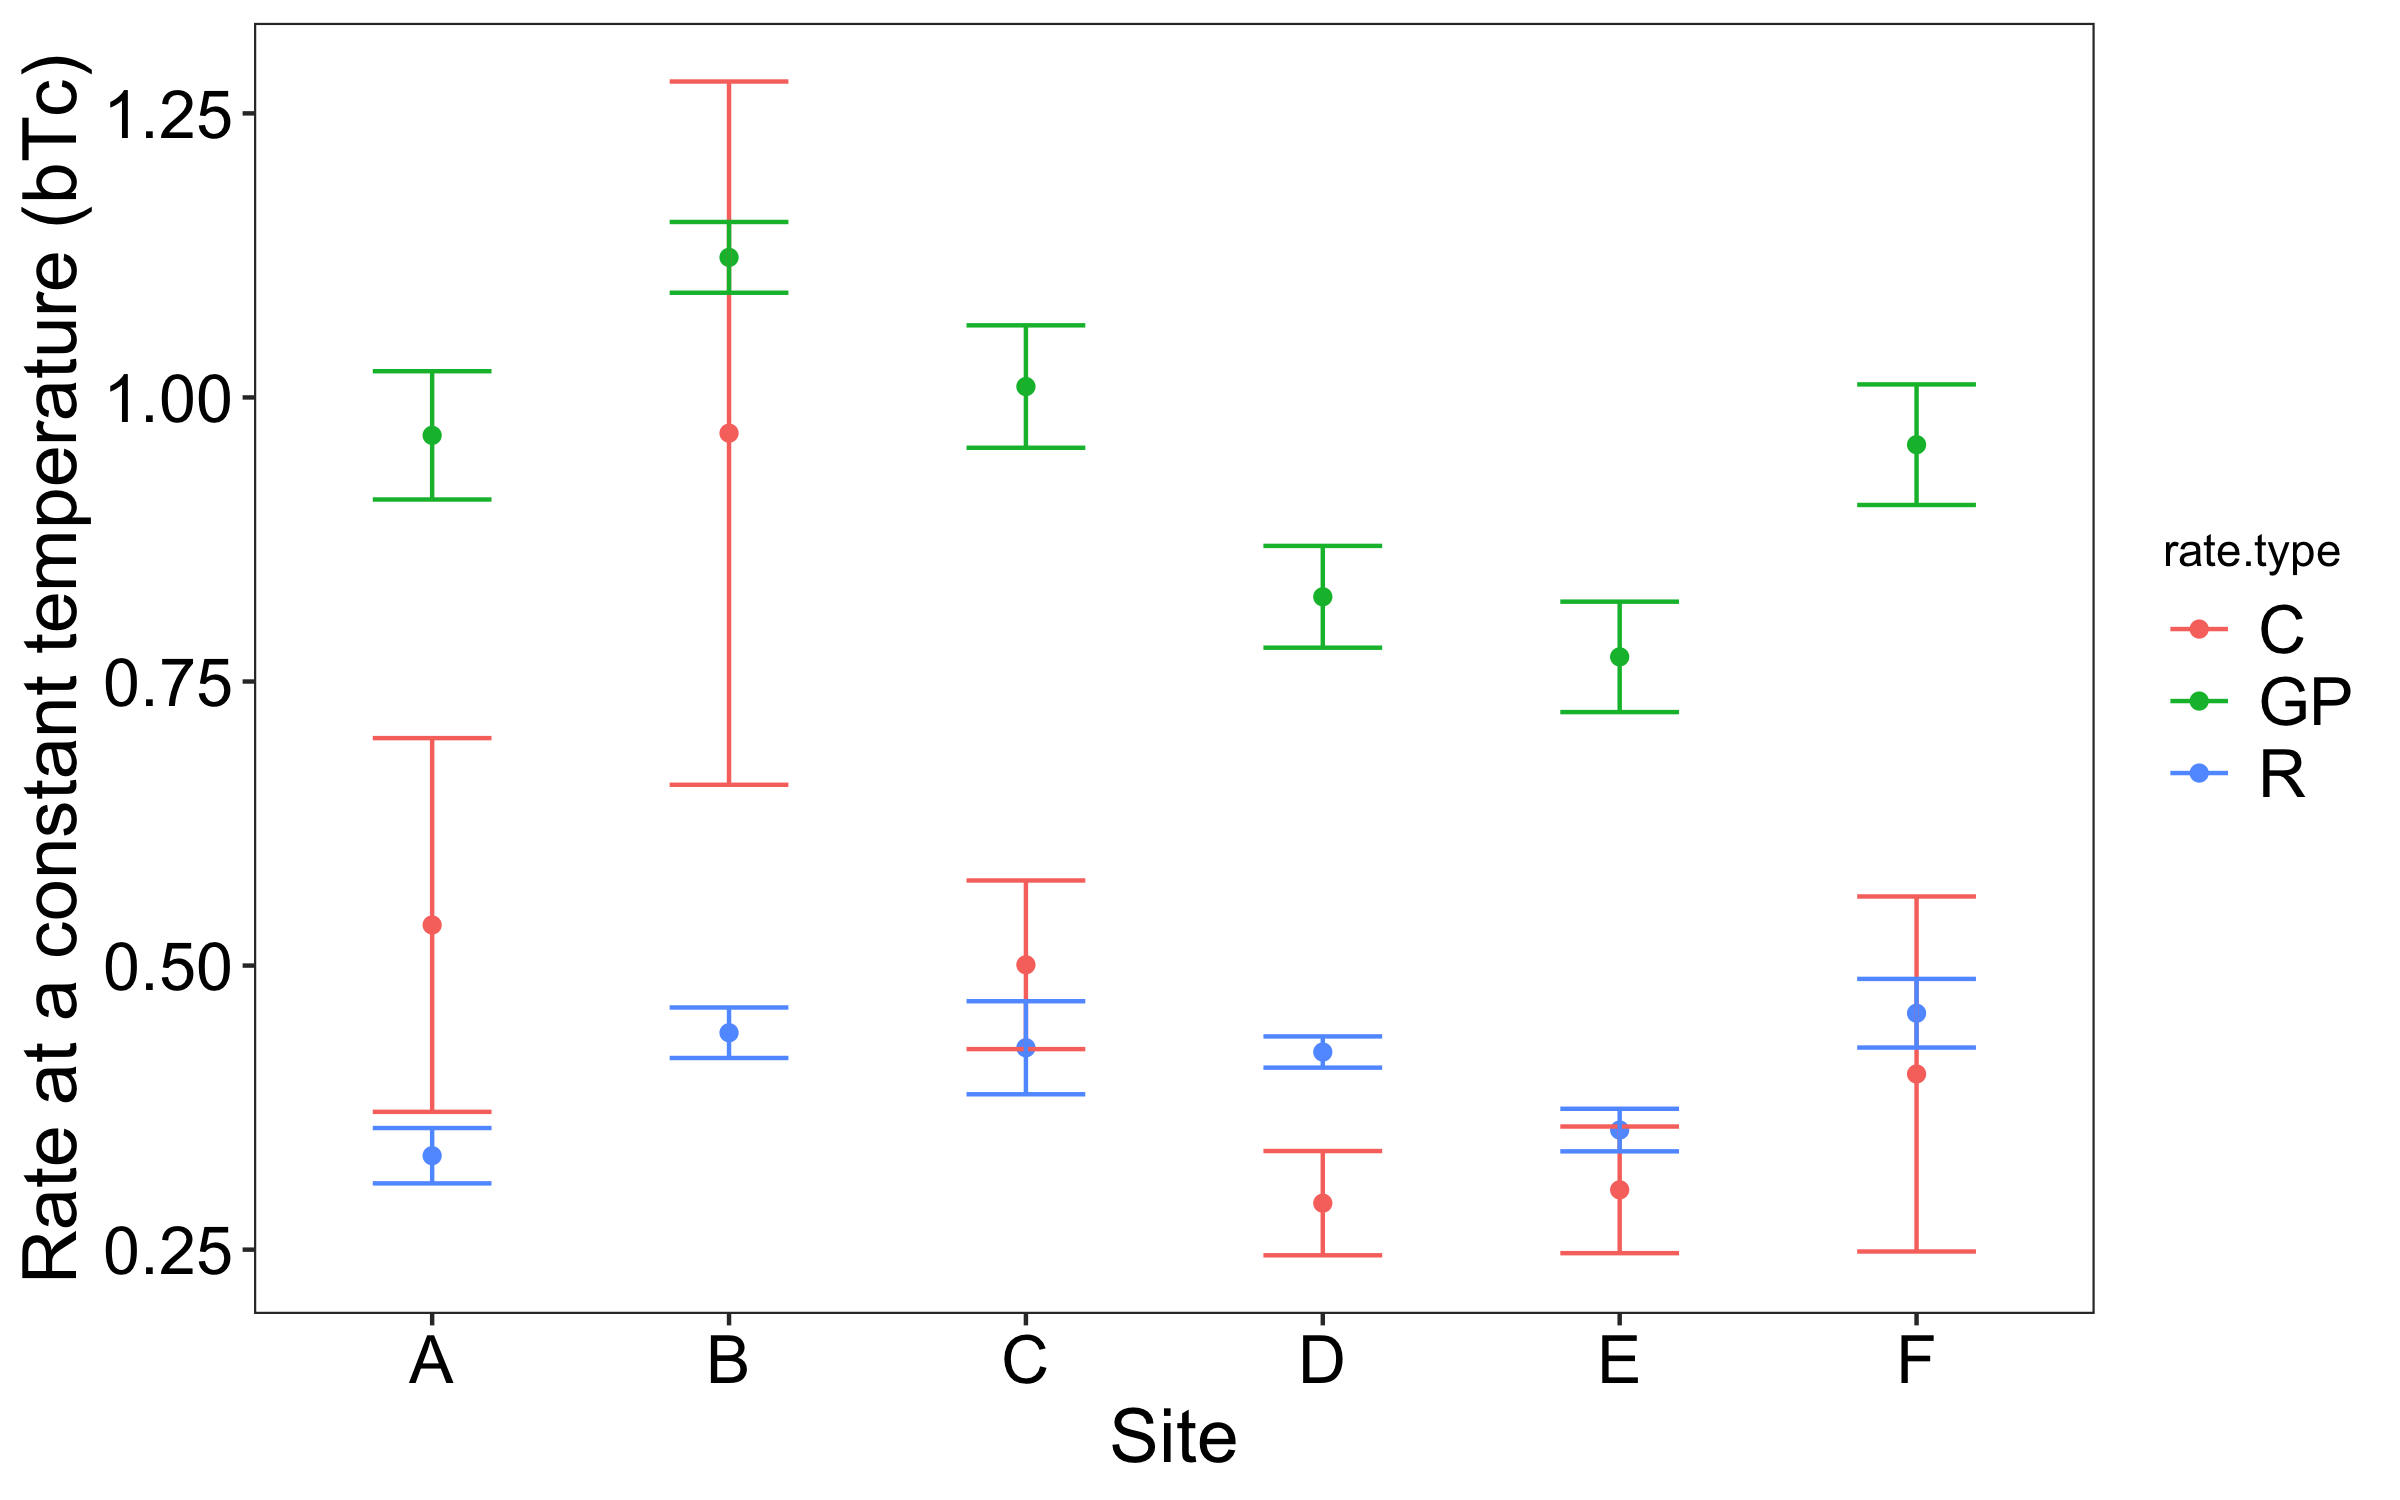 Rate at a constant temperature (bTc)
1.25
1.00
0.75
0.50
0.25
A B C D E F
Site
rate.type
C
GP
R